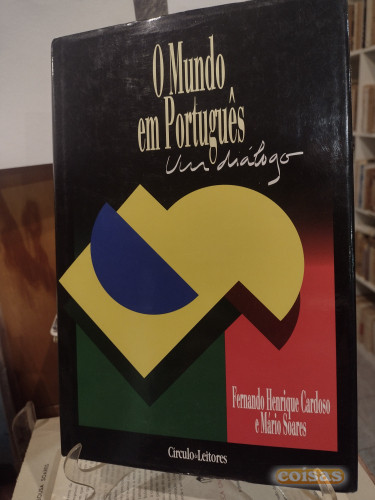 O Mundo
em Português
Um diálogo
Fernando Henrique Cardoso
e Mário Soares
Círculo-Leitores
coisas